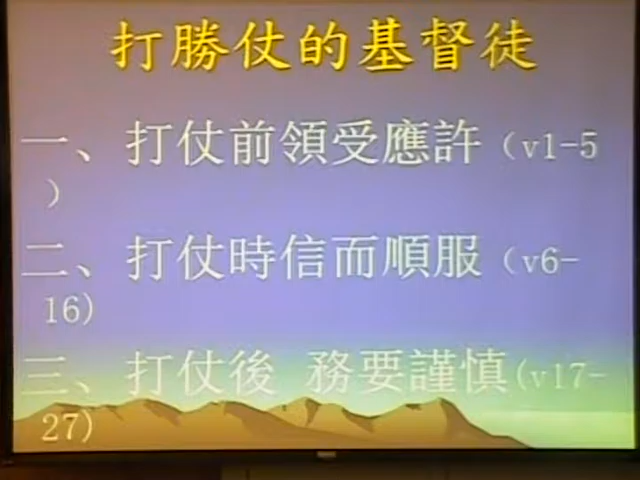 打勝仗的基督徒
一、打仗前領受應許（v1-5
）
二、打仗時信而順服（v6-
16)
三、打仗後 務要謹慎(v17-
27)